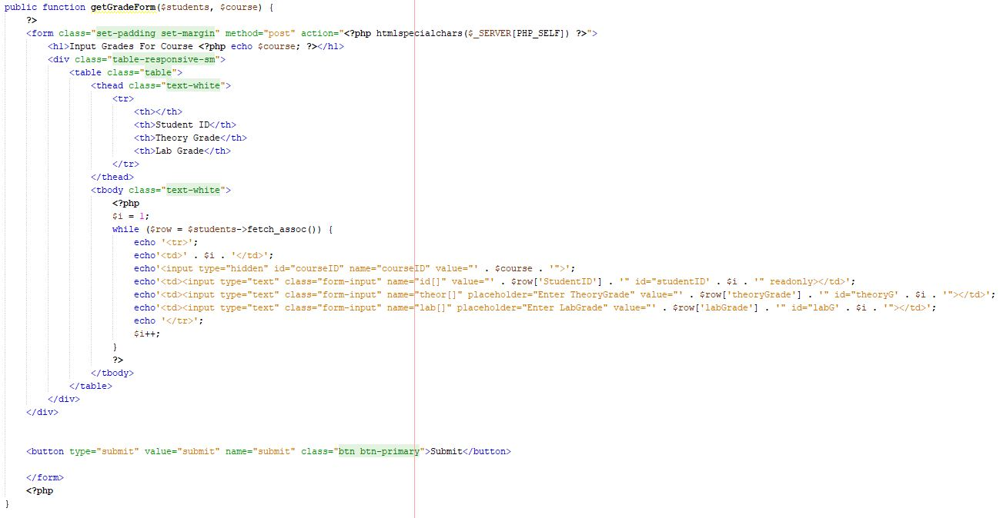 public function getGradeForm($students, $course) {
?>
<form class="set-padding set-margin" method="post" action="<?php htmlspecialchars($_SERVER[PHP_SELF]) ?>">
<h1>Input Grades For Course <?php echo $course; ?></h1>
<div class="table-responsive-sm">
<table class="table">
<thead class="text-white">
<tr>
<th></th>
<th>Student ID</th>
<th>Theory Grade</th>
<th>Lab Grade</th>
</tr>
</thead>
<tbody class="text-white">
<?php
$i = 1;
while ($row = $students->fetch_assoc()) {
echo '<tr>';
echo'<td>' . $i . '</td>';
echo'<input type="hidden" id="courseID" name="courseID" value="' . $course . '">';
echo'<td><input type="text" class="form-input" name="id[]" value="' . $row['StudentID'] . '" id="studentID' . $i . '" readonly></td>';
echo'<td><input type="text" class="form-input" name="theor[]" placeholder="Enter TheoryGrade" value="' . $row['theoryGrade'] . '" id="theoryG' . $i . '"></td>';
echo'<td><input type="text" class="form-input" name="lab[]" placeholder="Enter LabGrade" value="' . $row['labGrade'] . '" id="labG' . $i . '"></td>';
echo '</tr>';
$i++;
}
?>
</tbody>
</table>
</div>
</div>
<button type="submit" value="submit" name="submit" class="btn btn-primary">Submit</button>
</form>
<?php
}